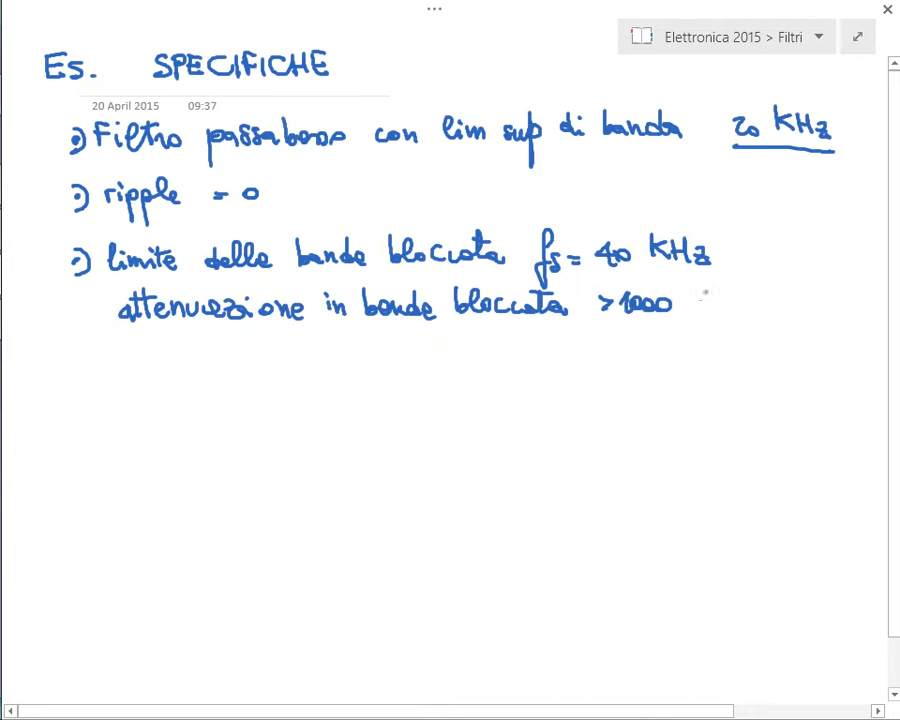 Elettronica 2015 > Filtri
Es. SPECIFICHE
20 April 2015 09:37
•) Filtro passabasso con lim sup di banda 20 KHz
•) ripple = 0
•) limite della banda bloccata fs = 40 KHz
attenuazione in banda bloccata >1000